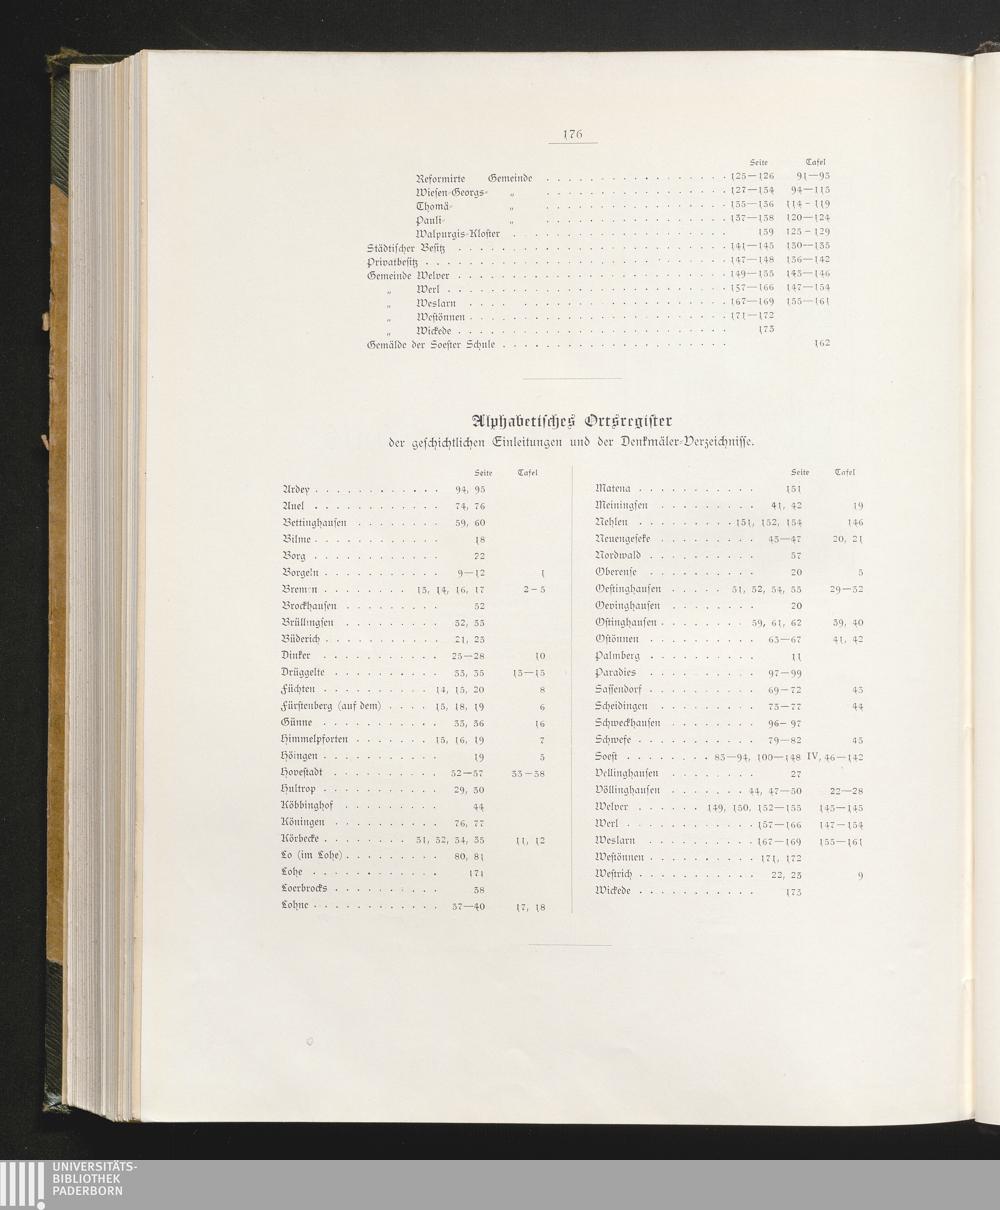 176
Seite Tafel
Reformirte Gemeinde 125—126 91—93
Wiesen-Georgs- „ 127—134 94—113
Thomä- „ 135—136 114-119
Pauli- „ 137—138 120—124
Walpurgis-Kloster 139 125-129
Städtischer Besitz 141—145 130—135
Privatbesitz 147—148 136—142
Gemeinde Welver 149—155 143—146
„ Werl 157—166 147—154
„ Weslarn 167—169 155—161
„ Westönnen 171—172
„ Wickede 173
Gemälde der Soester Schule 162
Alphabetisches Ortsregister
der geschichtlichen Einleitungen und der Denkmäler-Verzeichnisse.
Seite Tafel
Ardey 94, 95
Auel 74, 76
Bettinghausen 59, 60
Bilme 18
Borg 22
Borgeln 9—12 1
Bremen 13, 14, 16, 17 2-5
Brockhausen 52
Brüllingsen 32, 33
Büderich 21, 23
Dinker 25—28 10
Drüggelte 33, 35 13—15
Füchten 14, 15, 20 8
Fürstenberg (auf dem) 15, 18, 19 6
Günne 33, 36 16
Himmelpforten 15, 16, 19 7
Höingen 19 5
Hovestadt 52—57 33-38
Hultrop 29, 30
Köbbinghof 44
Köningen 76, 77
Körbecke 31, 32, 34, 35 11, 12
Lo (im Lohe) 80, 81
Lohe 171
Loerbrocks 38
Lohne 37—40 17, 18
Seite Tafel
Matena 151
Meiningsen 41, 42 19
Nehlen 151, 152, 154 146
Neuengeseke 43—47 20, 21
Nordwald 57
Oberense 20 5
Oestinghausen 51, 52, 54, 55 29—32
Oevinghausen 20
Ostinghausen 59, 61, 62 39, 40
Ostönnen 63—67 41, 42
Palmberg 11
Paradies 97—99
Sassendorf 69-72 43
Scheidingen 73-77 44
Schweckhausen 96-97
Schwefe 79—82 45
Soest 83—94, 100—148 IV, 46—142
Vellinghausen 27
Völlinghausen 44, 47—50 22—28
Welver 149, 150, 152—155 143—145
Werl 157—166 147—154
Weslarn 167—169 155—161
Westönnen 171, 172
Westrich 22, 23 9
Wickede 173
UNIVERSITÄTS-
BIBLIOTHEK
PADERBORN